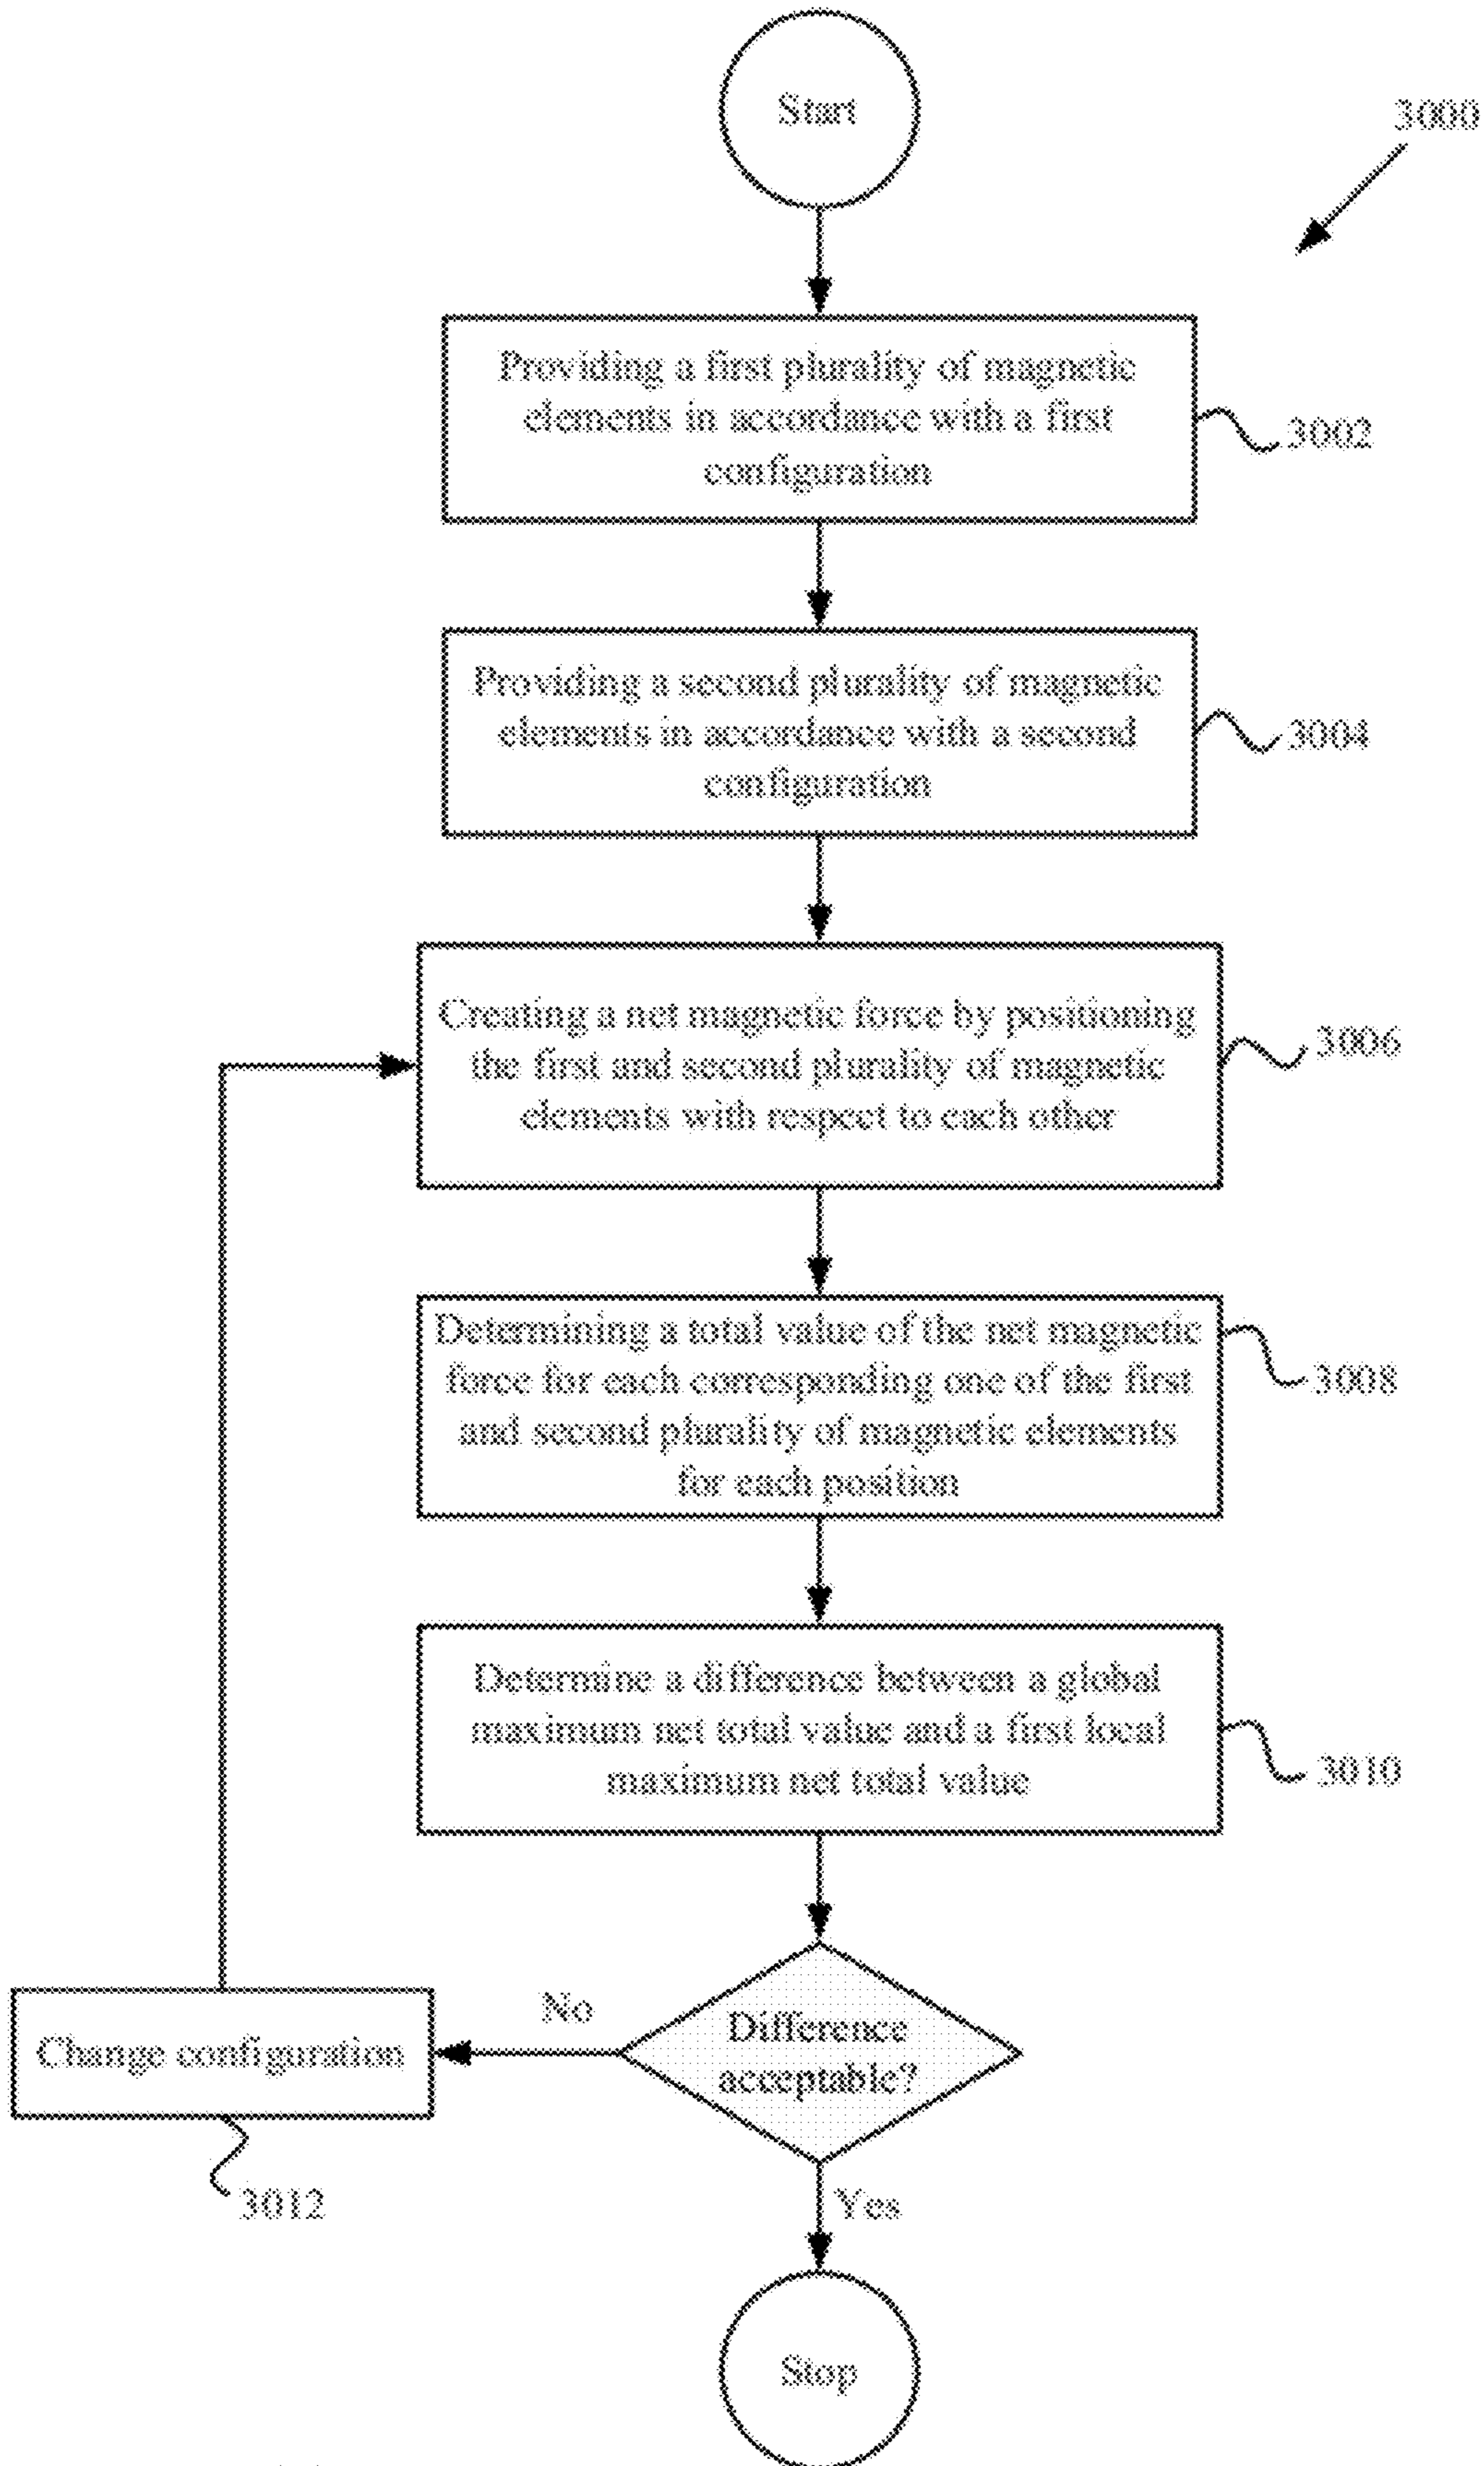 Start
3000
Providing a first plurality of magnetic
elements in accordance with a first
configuration
3002
Providing a second plurality of magnetic
elements in accordance with a second
configuration
3004
Creating a net magnetic force by positioning
the first and second plurality of magnetic
elements with respect to each other
3006
Determining a total value of the net magnetic
force for each corresponding one of the first
and second plurality of magnetic elements
for each position
3008
Determine a difference between a global
maximum net total value and a first local
maximum net total value
3010
No
Difference
acceptable?
Change configuration
3012
Yes
Stop